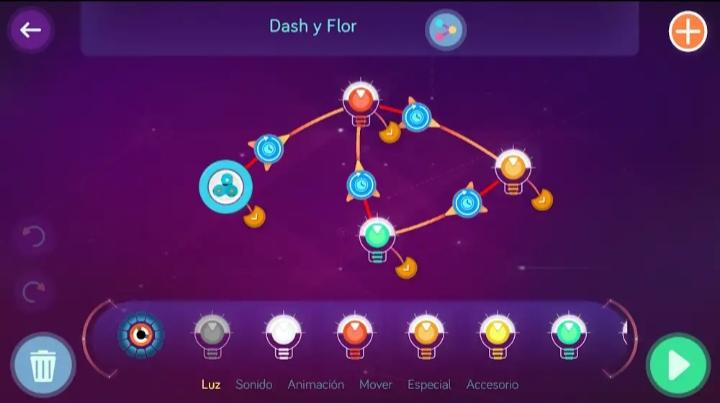 Dash y Flor
Luz Sonido Animación Mover Especial Accesorio